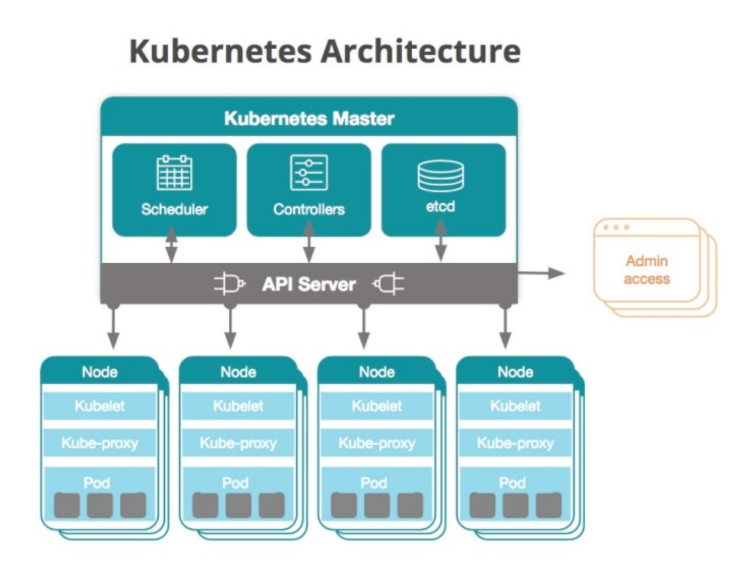 Kubernetes Architecture
Kubernetes Master
Scheduler
Controllers
etcd
API Server
Admin
access
Node
Kubelet
Kube-proxy
Pod
Node
Kubelet
Kube-proxy
Pod
Node
Kubelet
Kube-proxy
Pod
Node
Kubelet
Kube-proxy
Pod